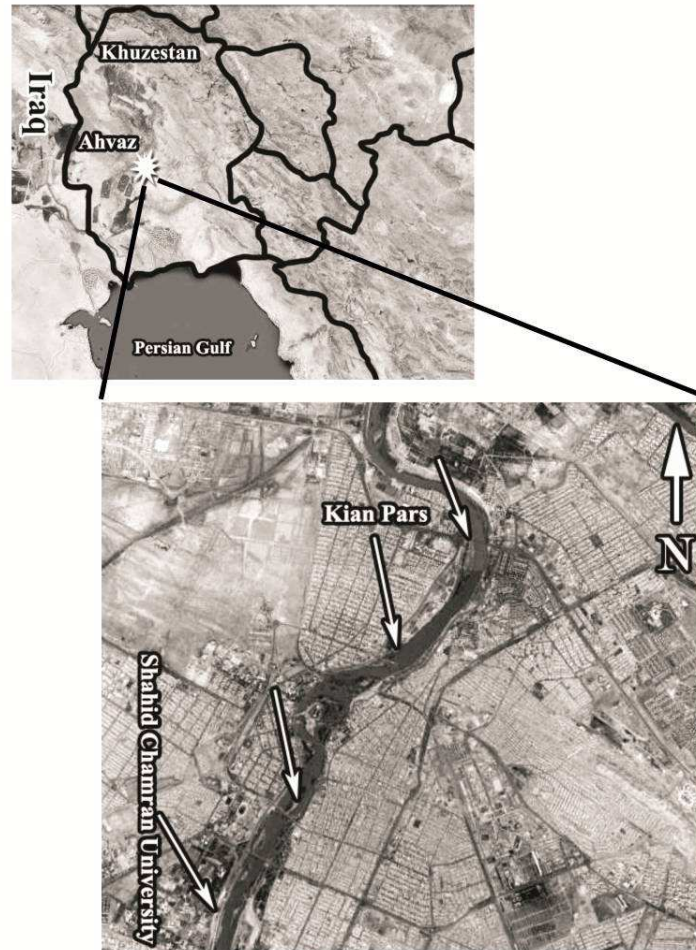 Khuzestan
Iraq
Ahvaz
Persian Gulf
Kian Pars
N
Shahid Chamran University